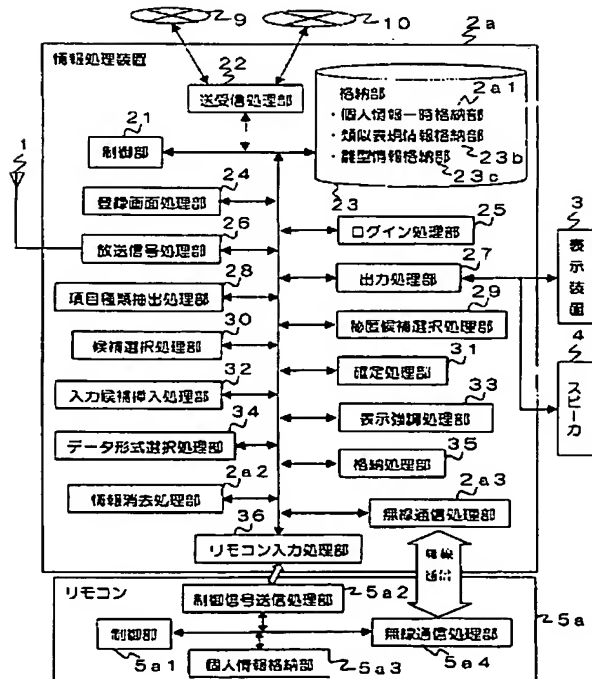 9
10
2a
情報処理装置
22
送受信処理部
格納部
2a1
・個人情報一時格納部
・類似表現情報格納部
23b
・雛型情報格納部
23c
23
21
制御部
1
24
登録画面処理部
25
ログイン処理部
26
放送信号処理部
27
出力処理部
3
表示装置
28
項目種類抽出処理部
29
秘匿候補選択処理部
4
スピーカ
30
候補選択処理部
31
確定処理部
32
入力候補挿入処理部
33
表示強調処理部
34
データ形式選択処理部
35
格納処理部
2a2
情報消去処理部
2a3
無線通信処理部
36
リモコン入力処理部
無線
通信
リモコン
制御信号送信処理部
5a2
5a
制御部
5a1
無線通信処理部
5a4
個人情報格納部
5a3